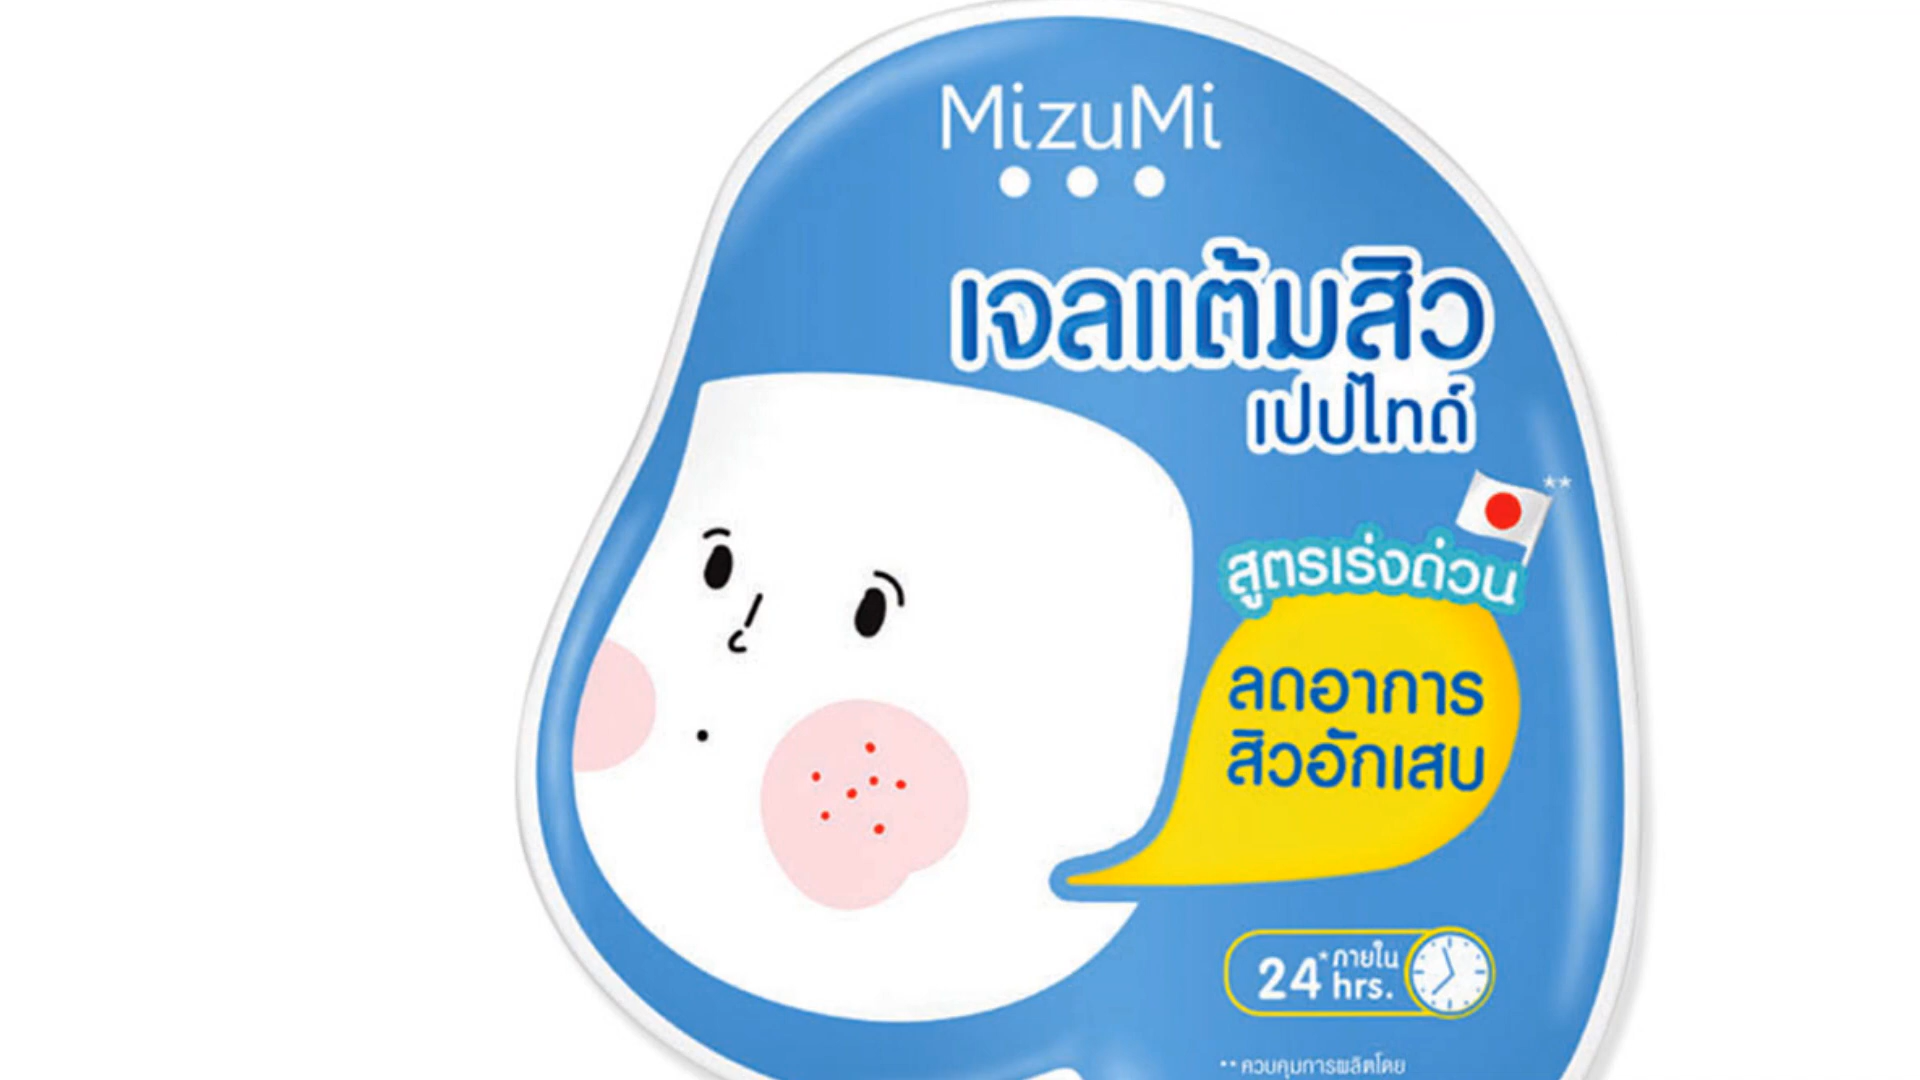 MizuMi
เจลแต้มสิว
เปปไทด์
**
สูตรเร่งด่วน
ลดอาการ
สิวอักเสบ
24* ภายใน
hrs.
** ควบคุมการผลิตโดย